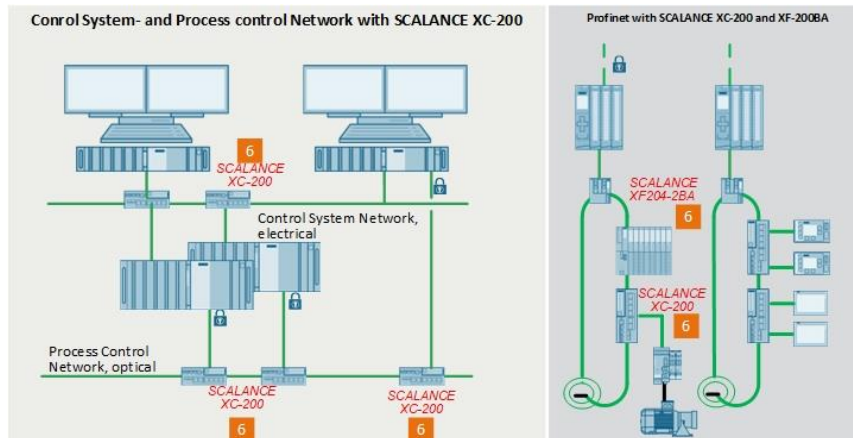 Conrol System- and Process control Network with SCALANCE XC-200
6
SCALANCE
XC-200
Control System Network,
electrical
Process Control
Network, optical
SCALANCE
XC-200
6
SCALANCE
XC-200
6
Profinet with SCALANCE XC-200 and XF-200BA
SCALANCE
XF204-2BA
6
SCALANCE
XC-200
6